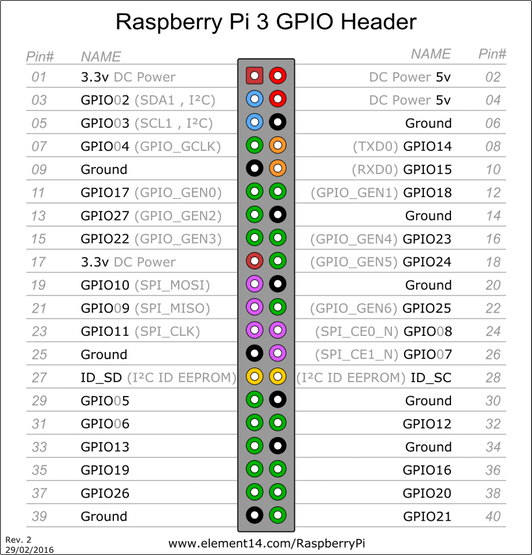 Raspberry Pi 3 GPIO Header
Pin# NAME NAME Pin#
01 3.3v DC Power DC Power 5v 02
03 GPIO02 (SDA1 , I²C) DC Power 5v 04
05 GPIO03 (SCL1 , I²C) Ground 06
07 GPIO04 (GPIO_GCLK) (TXD0) GPIO14 08
09 Ground (RXD0) GPIO15 10
11 GPIO17 (GPIO_GEN0) (GPIO_GEN1) GPIO18 12
13 GPIO27 (GPIO_GEN2) Ground 14
15 GPIO22 (GPIO_GEN3) (GPIO_GEN4) GPIO23 16
17 3.3v DC Power (GPIO_GEN5) GPIO24 18
19 GPIO10 (SPI_MOSI) Ground 20
21 GPIO09 (SPI_MISO) (GPIO_GEN6) GPIO25 22
23 GPIO11 (SPI_CLK) (SPI_CE0_N) GPIO08 24
25 Ground (SPI_CE1_N) GPIO07 26
27 ID_SD (I²C ID EEPROM) (I²C ID EEPROM) ID_SC 28
29 GPIO05 Ground 30
31 GPIO06 GPIO12 32
33 GPIO13 Ground 34
35 GPIO19 GPIO16 36
37 GPIO26 GPIO20 38
39 Ground GPIO21 40
Rev. 2
29/02/2016
www.element14.com/RaspberryPi